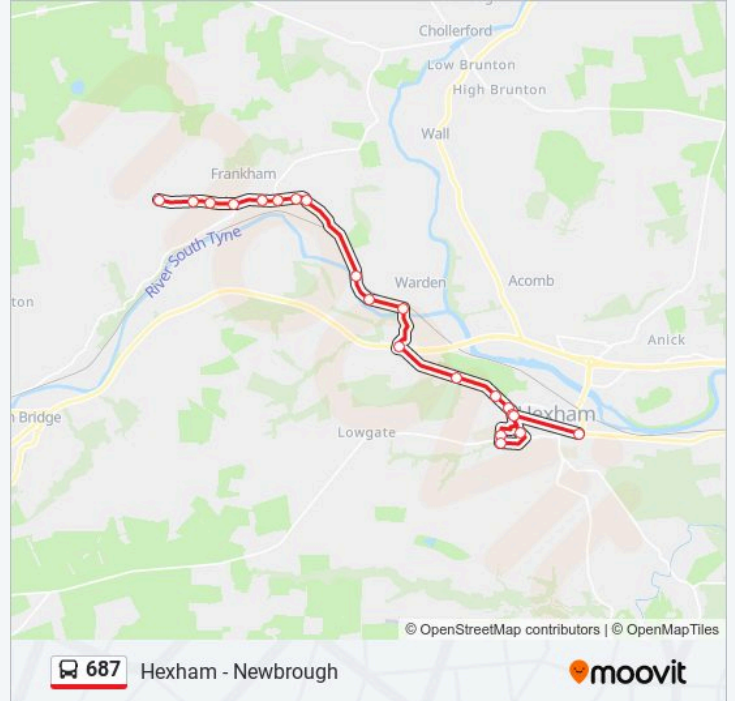 Chollerford
Low Brunton
High Brunton
Wall
Frankham
River South Tyne
Warden
Acomb
ton
Anick
n Bridge
Hexham
Lowgate
© OpenStreetMap contributors | © OpenMapTiles
687 Hexham - Newbrough
moovit